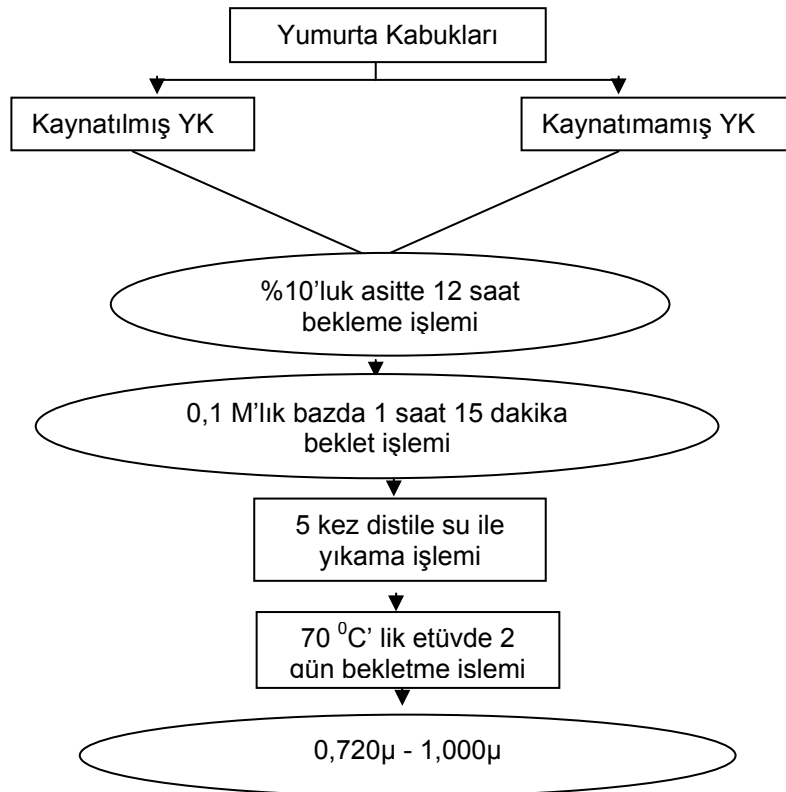 Yumurta Kabukları
Kaynatılmış YK
Kaynatımamış YK
%10’luk asitte 12 saat
bekleme işlemi
0,1 M’lık bazda 1 saat 15 dakika
beklet işlemi
5 kez distile su ile
yıkama işlemi
70 ⁰C’ lik etüvde 2
gün bekletme işlemi
0,720µ - 1,000µ